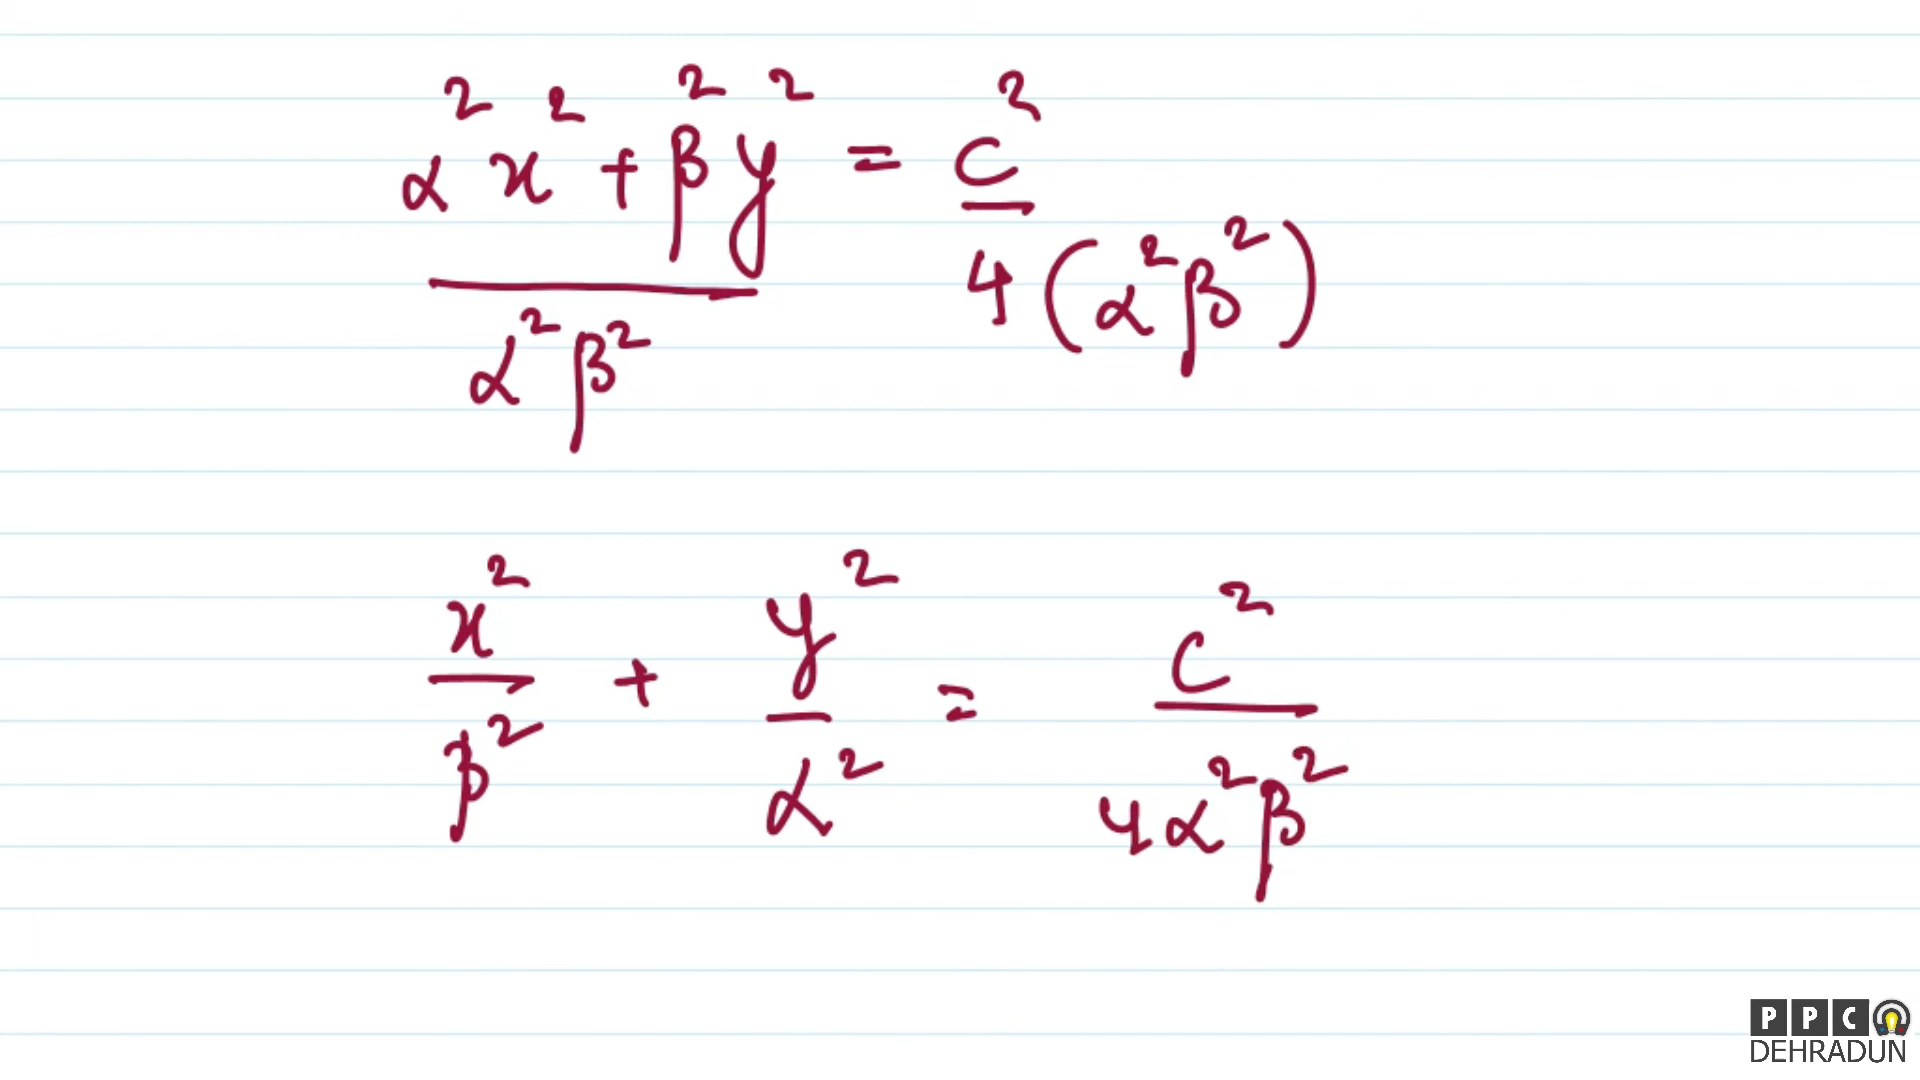 α²x² + β²y² = c²
α²β² 4(α²β²)
x² + y² = c²
β² α² 4α²β²
PPC
DEHRADUN